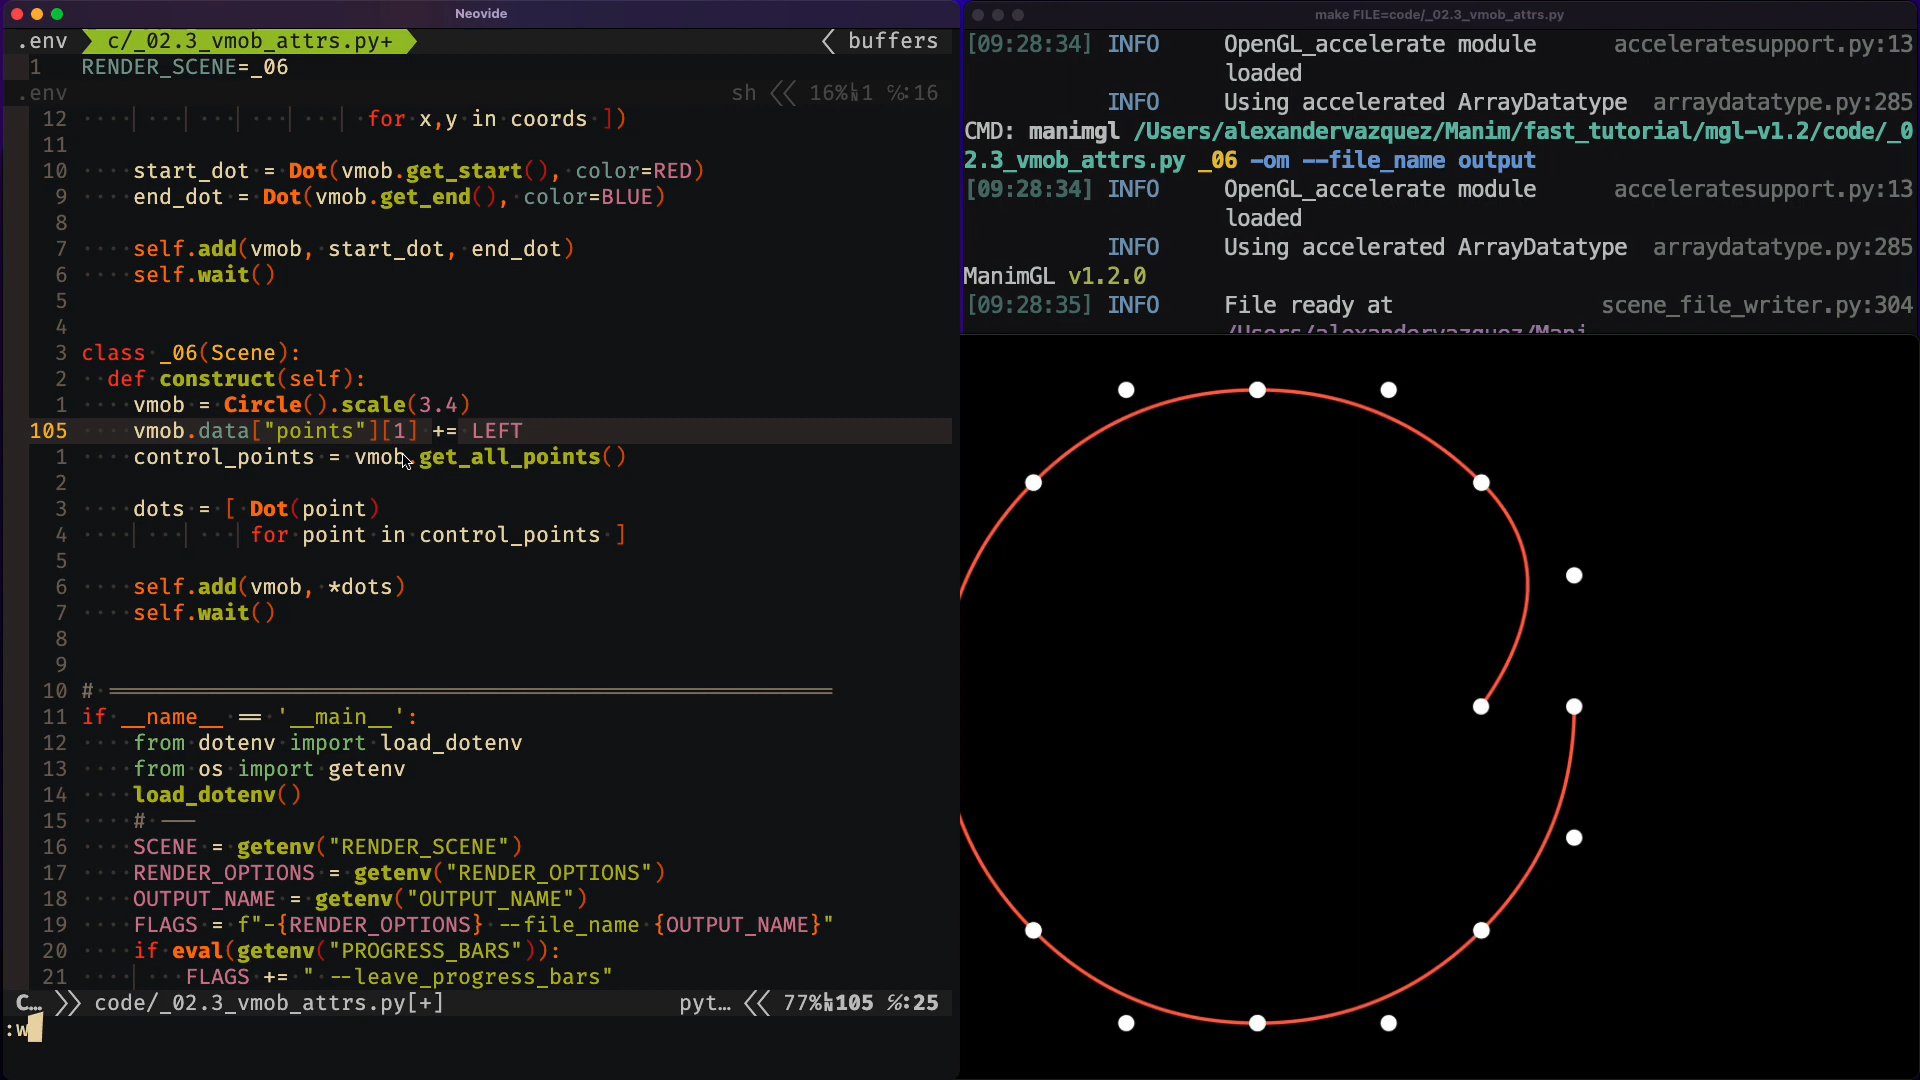 Neovide
.env c/_02.3_vmob_attrs.py+ buffers
1 RENDER_SCENE=_06
.env sh 16% 1 %:16
12 for x,y in coords ])
11
10 start_dot = Dot(vmob.get_start(), color=RED)
9 end_dot = Dot(vmob.get_end(), color=BLUE)
8
7 self.add(vmob, start_dot, end_dot)
6 self.wait()
5
4
3 class _06(Scene):
2 def construct(self):
1 vmob = Circle().scale(3.4)
105 vmob.data["points"][1] += LEFT
1 control_points = vmob.get_all_points()
2
3 dots = [ Dot(point)
4 for point in control_points ]
5
6 self.add(vmob, *dots)
7 self.wait()
8
9
10 # ════════════════════════════
11 if __name__ == '__main__':
12 from dotenv import load_dotenv
13 from os import getenv
14 load_dotenv()
15 # ---
16 SCENE = getenv("RENDER_SCENE")
17 RENDER_OPTIONS = getenv("RENDER_OPTIONS")
18 OUTPUT_NAME = getenv("OUTPUT_NAME")
19 FLAGS = f"-{RENDER_OPTIONS} --file_name {OUTPUT_NAME}"
20 if eval(getenv("PROGRESS_BARS")):
21 FLAGS += " --leave_progress_bars"
C… code/_02.3_vmob_attrs.py[+] pyt… 77% 105 %:25
:w
make FILE=code/_02.3_vmob_attrs.py
[09:28:34] INFO OpenGL_accelerate module acceleratesupport.py:13
loaded
INFO Using accelerated ArrayDatatype arraydatatype.py:285
CMD: manimgl /Users/alexandervazquez/Manim/fast_tutorial/mgl-v1.2/code/_0
2.3_vmob_attrs.py _06 -om --file_name output
[09:28:34] INFO OpenGL_accelerate module acceleratesupport.py:13
loaded
INFO Using accelerated ArrayDatatype arraydatatype.py:285
ManimGL v1.2.0
[09:28:35] INFO File ready at scene_file_writer.py:304
/Users/alexandervazquez/Mani